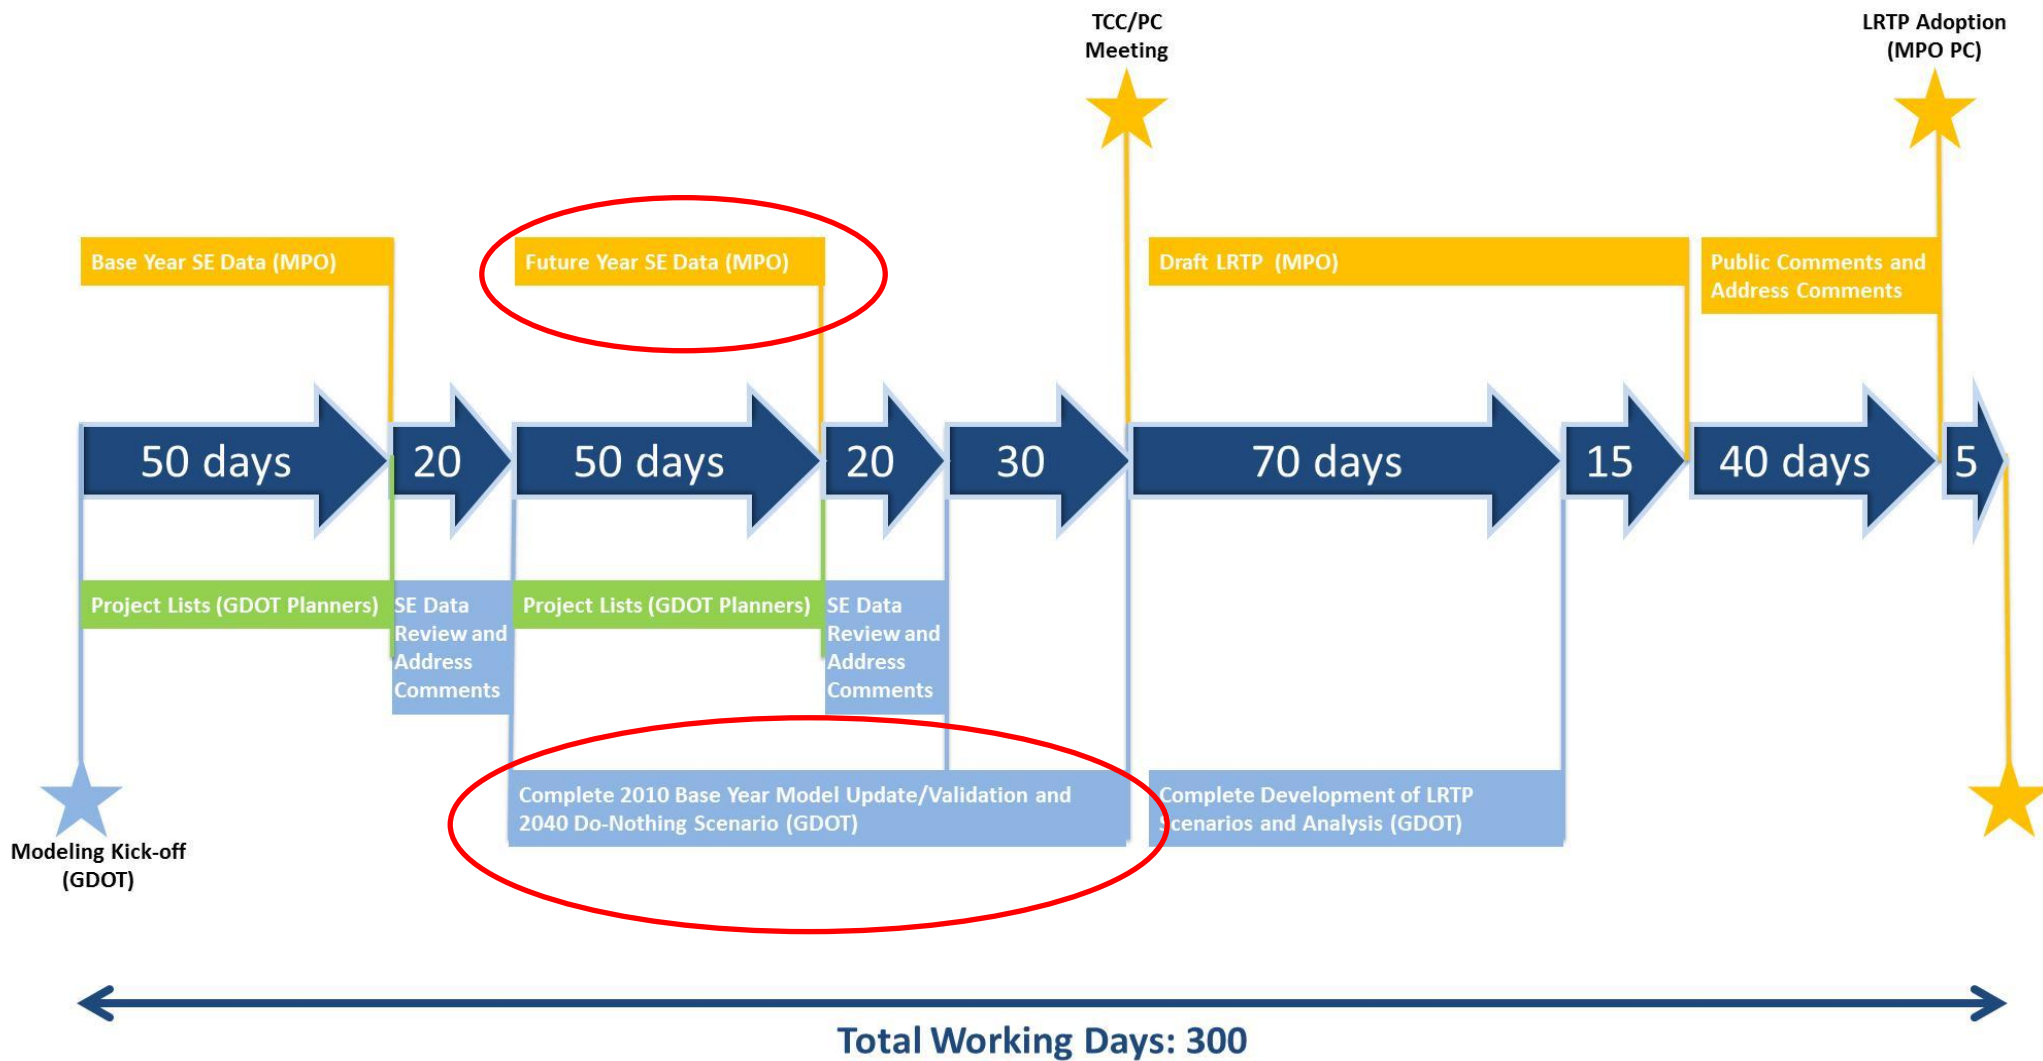 TCC/PC
Meeting
LRTP Adoption
(MPO PC)
Base Year SE Data (MPO)
Future Year SE Data (MPO)
Draft LRTP (MPO)
Public Comments and
Address Comments
50 days
20
50 days
20
30
70 days
15
40 days
5
Project Lists (GDOT Planners)
SE Data
Review and
Address
Comments
Project Lists (GDOT Planners)
SE Data
Review and
Address
Comments
Complete 2010 Base Year Model Update/Validation and
2040 Do-Nothing Scenario (GDOT)
Complete Development of LRTP
Scenarios and Analysis (GDOT)
Modeling Kick-off
(GDOT)
Total Working Days: 300